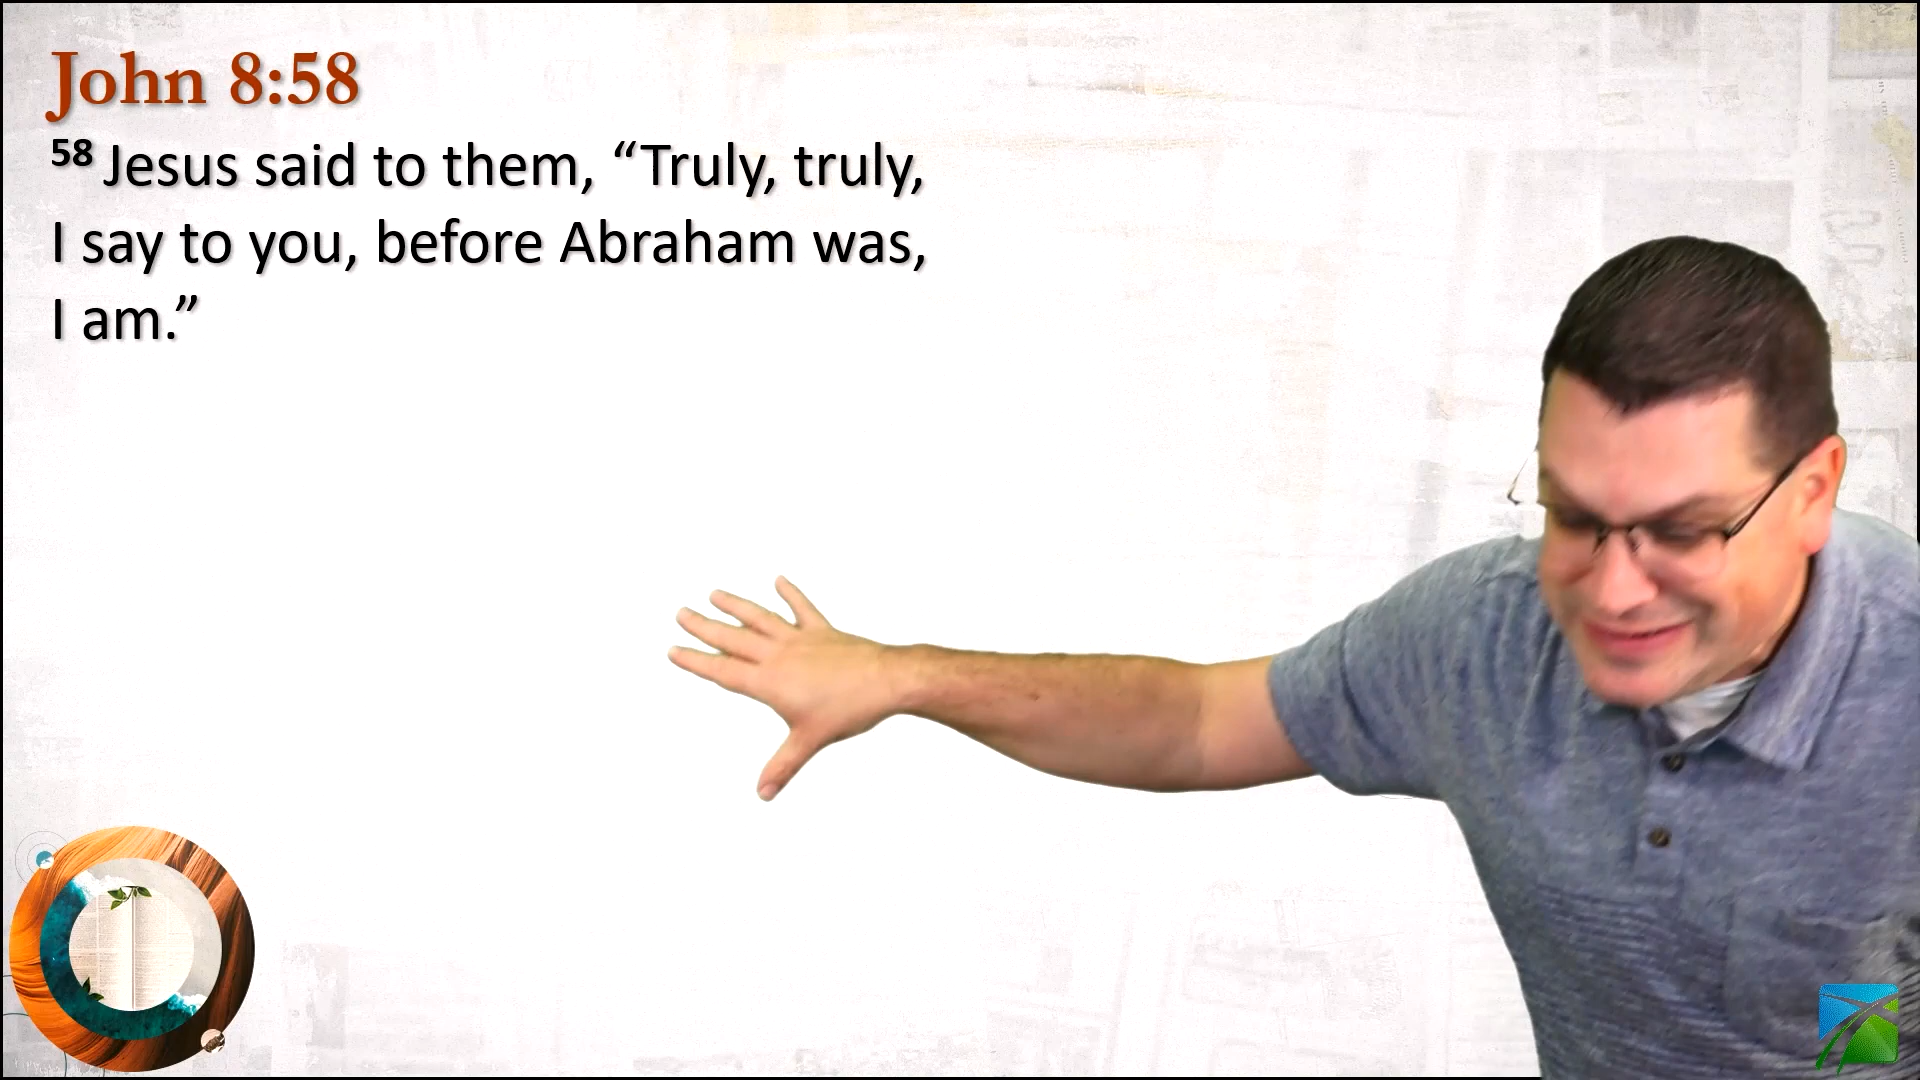 John 8:58
58 Jesus said to them, “Truly, truly,
I say to you, before Abraham was,
I am.”